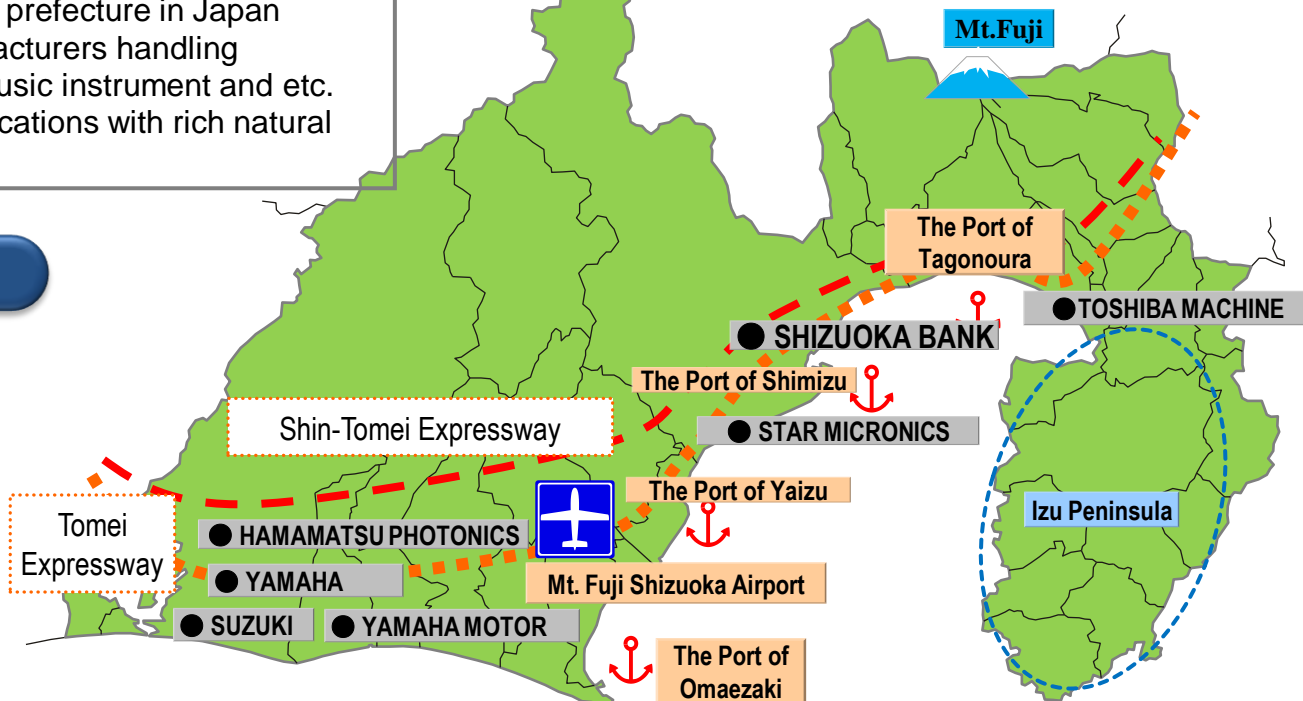 prefecture in Japan
acturers handling
usic instrument and etc.
cations with rich natural
Mt.Fuji
The Port of
Tagonoura
TOSHIBA MACHINE
SHIZUOKA BANK
The Port of Shimizu
Shin-Tomei Expressway
STAR MICRONICS
The Port of Yaizu
Izu Peninsula
Tomei
Expressway
HAMAMATSU PHOTONICS
YAMAHA
Mt. Fuji Shizuoka Airport
SUZUKI
YAMAHA MOTOR
The Port of
Omaezaki